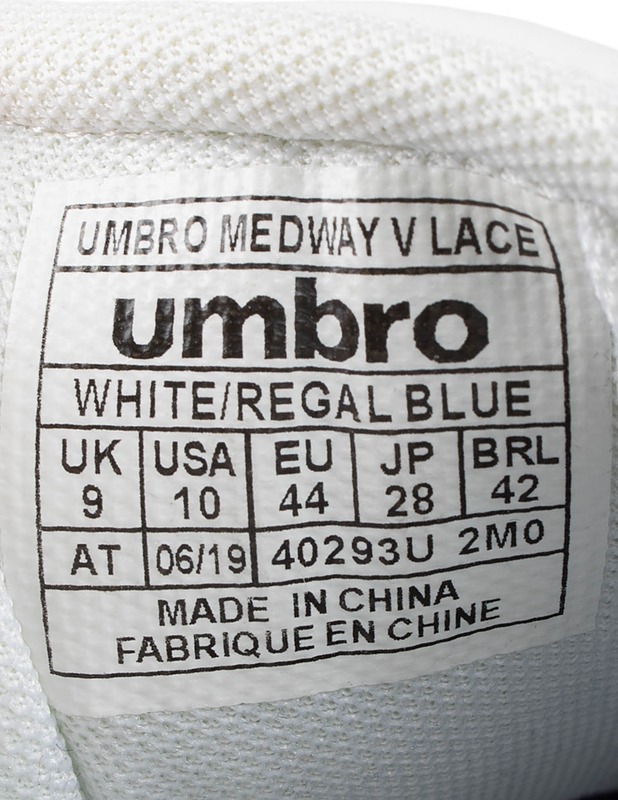 UMBRO MEDWAY V LACE
umbro
WHITE/REGAL BLUE
UK USA EU JP BRL
9 10 44 28 42
AT 06/19 40293U 2M0
MADE IN CHINA
FABRIQUE EN CHINE